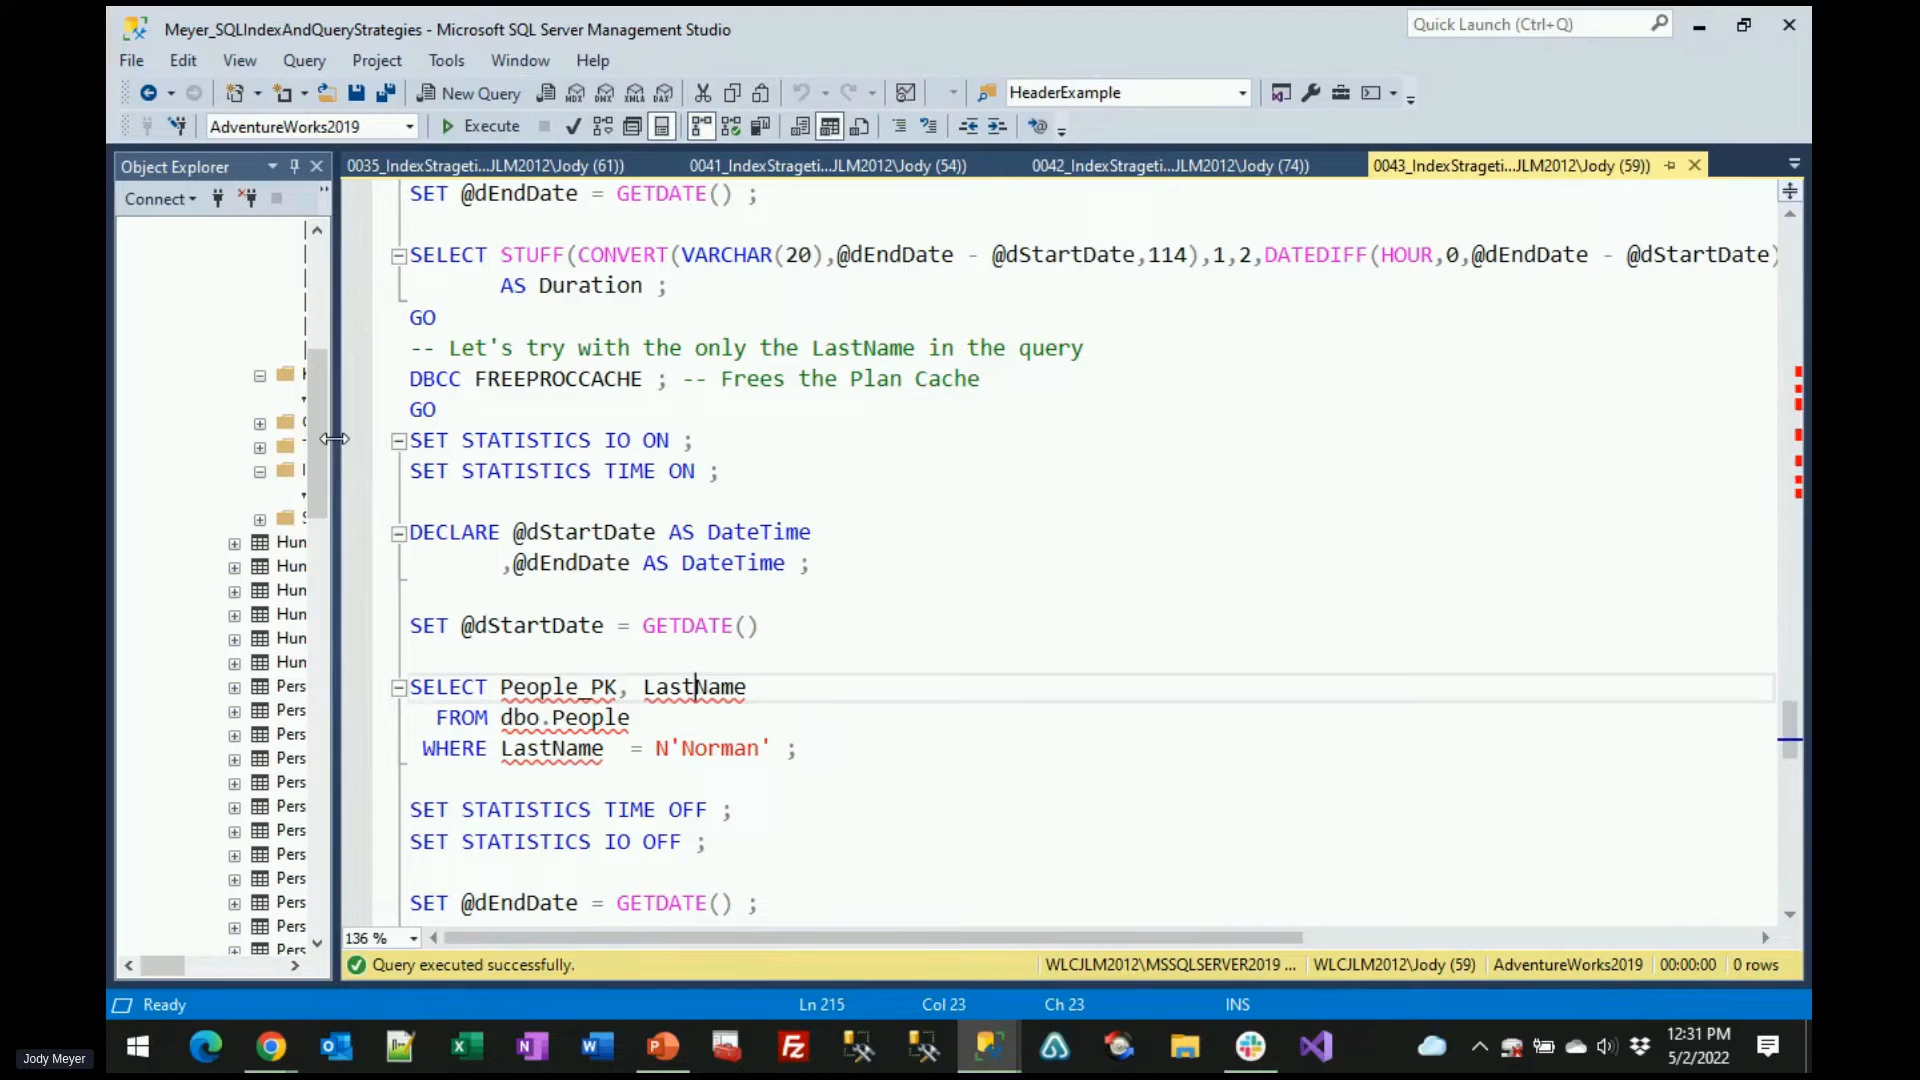 Meyer_SQLIndexAndQueryStrategies - Microsoft SQL Server Management Studio
Quick Launch (Ctrl+Q)
File Edit View Query Project Tools Window Help
New Query
MDX DMX XMLA DAX
HeaderExample
AdventureWorks2019
Execute
Object Explorer
0035_IndexStrageti...JLM2012\Jody (61))
0041_IndexStrageti...JLM2012\Jody (54))
0042_IndexStrageti...JLM2012\Jody (74))
0043_IndexStrageti...JLM2012\Jody (59))
Connect
SET @dEndDate = GETDATE() ;
SELECT STUFF(CONVERT(VARCHAR(20),@dEndDate - @dStartDate,114),1,2,DATEDIFF(HOUR,0,@dEndDate - @dStartDate)
AS Duration ;
GO
-- Let's try with the only the LastName in the query
DBCC FREEPROCCACHE ; -- Frees the Plan Cache
GO
SET STATISTICS IO ON ;
SET STATISTICS TIME ON ;
DECLARE @dStartDate AS DateTime
,@dEndDate AS DateTime ;
SET @dStartDate = GETDATE()
SELECT People_PK, LastName
FROM dbo.People
WHERE LastName = N'Norman' ;
SET STATISTICS TIME OFF ;
SET STATISTICS IO OFF ;
SET @dEndDate = GETDATE() ;
Hun
Hun
Hun
Hun
Hun
Hun
Pers
Pers
Pers
Pers
Pers
Pers
Pers
Pers
Pers
Pers
Pers
Pers
136 %
Query executed successfully.
WLCJLM2012\MSSQLSERVER2019 ...
WLCJLM2012\Jody (59)
AdventureWorks2019
00:00:00
0 rows
Ready
Ln 215
Col 23
Ch 23
INS
12:31 PM
5/2/2022
Jody Meyer